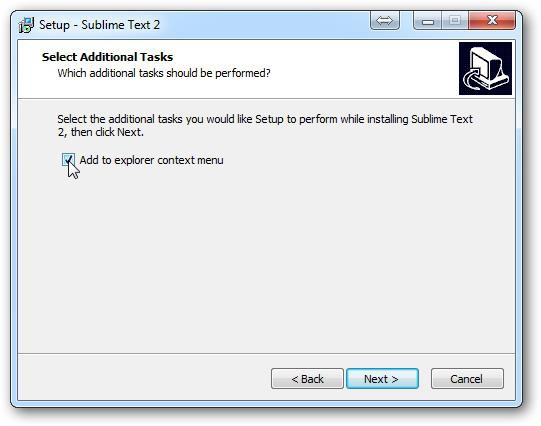 Setup - Sublime Text 2
Select Additional Tasks
Which additional tasks should be performed?
Select the additional tasks you would like Setup to perform while installing Sublime Text
2, then click Next.
Add to explorer context menu
< Back
Next >
Cancel